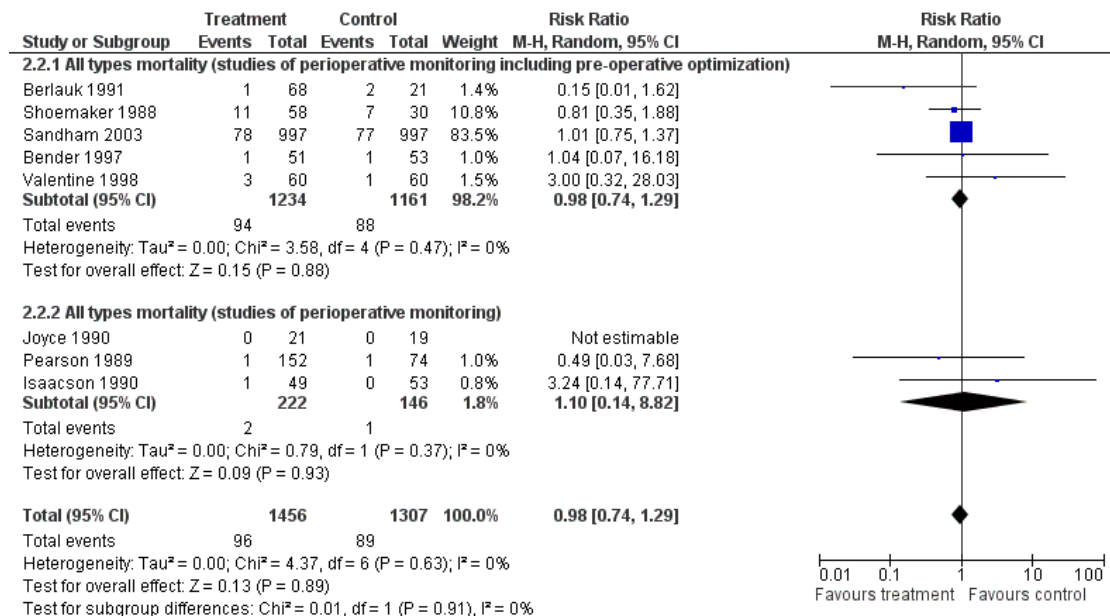 Treatment Control Risk Ratio Risk Ratio
Study or Subgroup Events Total Events Total Weight M-H, Random, 95% CI M-H, Random, 95% CI
2.2.1 All types mortality (studies of perioperative monitoring including pre-operative optimization)
Berlauk 1991 1 68 2 21 1.4% 0.15 [0.01, 1.62]
Shoemaker 1988 11 58 7 30 10.8% 0.81 [0.35, 1.88]
Sandham 2003 78 997 77 997 83.5% 1.01 [0.75, 1.37]
Bender 1997 1 51 1 53 1.0% 1.04 [0.07, 16.18]
Valentine 1998 3 60 1 60 1.5% 3.00 [0.32, 28.03]
Subtotal (95% CI) 1234 1161 98.2% 0.98 [0.74, 1.29]
Total events 94 88
Heterogeneity: Tau² = 0.00; Chi² = 3.58, df = 4 (P = 0.47); I² = 0%
Test for overall effect: Z = 0.15 (P = 0.88)
2.2.2 All types mortality (studies of perioperative monitoring)
Joyce 1990 0 21 0 19 Not estimable
Pearson 1989 1 152 1 74 1.0% 0.49 [0.03, 7.68]
Isaacson 1990 1 49 0 53 0.8% 3.24 [0.14, 77.71]
Subtotal (95% CI) 222 146 1.8% 1.10 [0.14, 8.82]
Total events 2 1
Heterogeneity: Tau² = 0.00; Chi² = 0.79, df = 1 (P = 0.37); I² = 0%
Test for overall effect: Z = 0.09 (P = 0.93)
Total (95% CI) 1456 1307 100.0% 0.98 [0.74, 1.29]
Total events 96 89
Heterogeneity: Tau² = 0.00; Chi² = 4.37, df = 6 (P = 0.63); I² = 0%
Test for overall effect: Z = 0.13 (P = 0.89)
Test for subgroup differences: Chi² = 0.01, df = 1 (P = 0.91), I² = 0%
0.01 0.1 1 10 100
Favours treatment Favours control